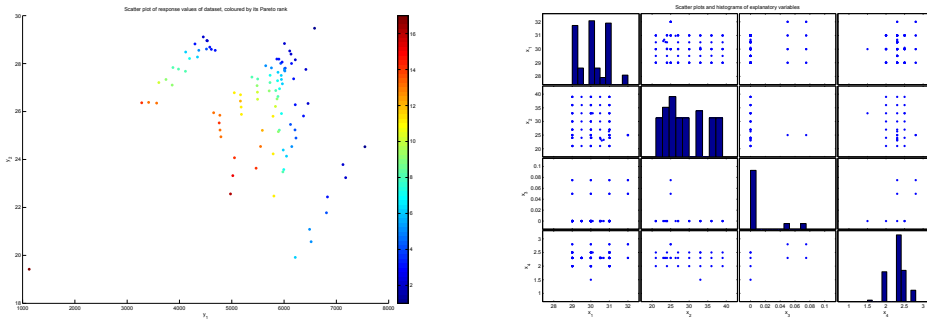 Scatter plot of response values of dataset, coloured by its Pareto rank
30
28
26
24
22
20
18
y2
1000 2000 3000 4000 5000 6000 7000 8000
y1
16
14
12
10
8
6
4
2
Scatter plots and histograms of explanatory variables
32
31
30
29
28
x1
40
35
30
25
20
x2
0.1
0.08
0.06
0.04
0.02
0
x3
3
2.5
2
1.5
1
x4
28 29 30 31 32
x1
20 25 30 35 40
x2
0 0.02 0.04 0.06 0.08 0.1
x3
1 1.5 2 2.5 3
x4